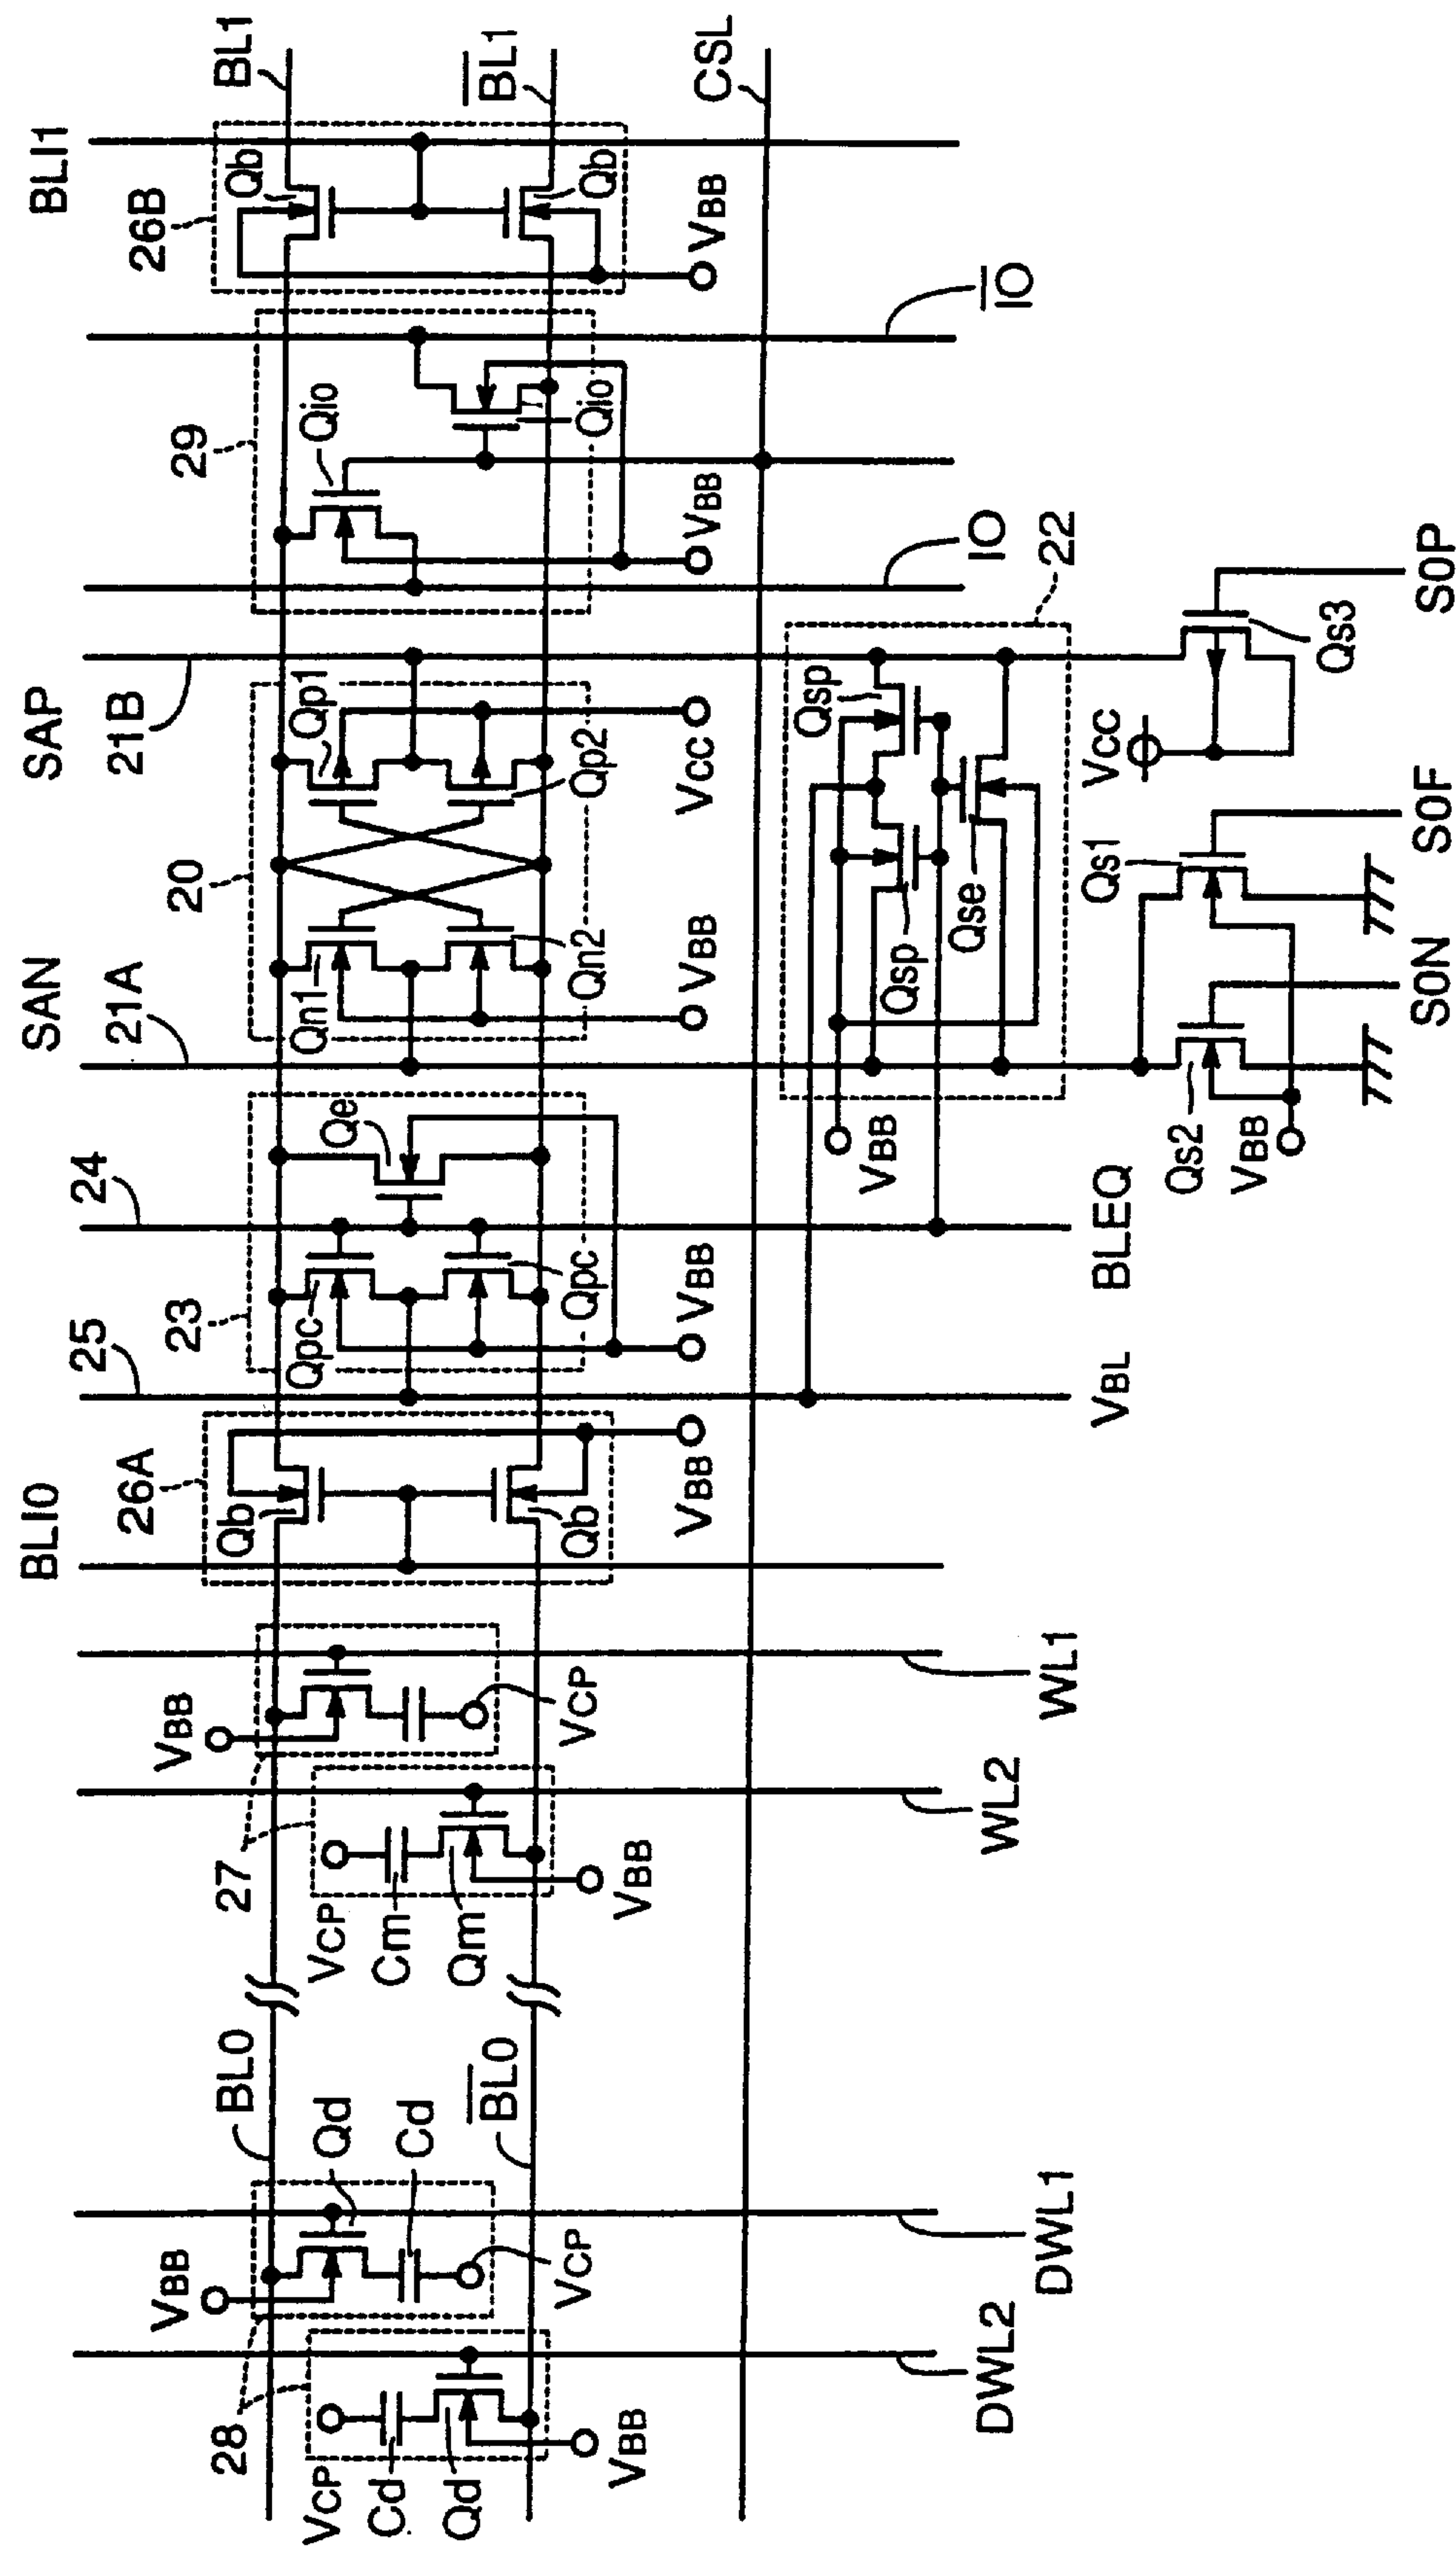 BLI0
SAN
SAP
BLI1
25
24
21A
21B
26A
23
20
29
26B
BL1
B̅L̅1
CSL
Qb
Qb
VBB
Qpc
Qpc
Qe
VBB
Qn1
Qn2
VBB
Qp1
Qp2
VCC
Qio
Qio
VBB
Qb
Qb
VBB
IO
I̅O̅
28
VCP
Cd
Qd
VBB
VBB
Qd
Cd
VCP
BL0
B̅L̅0
27
VCP
Cm
Qm
VBB
VBB
VCP
DWL2
DWL1
WL2
WL1
VBL
BLEQ
VBB
Qsp
Qsp
Qse
22
Qs2
VBB
Qs1
VCC
Qs3
S0N
S0F
S0P